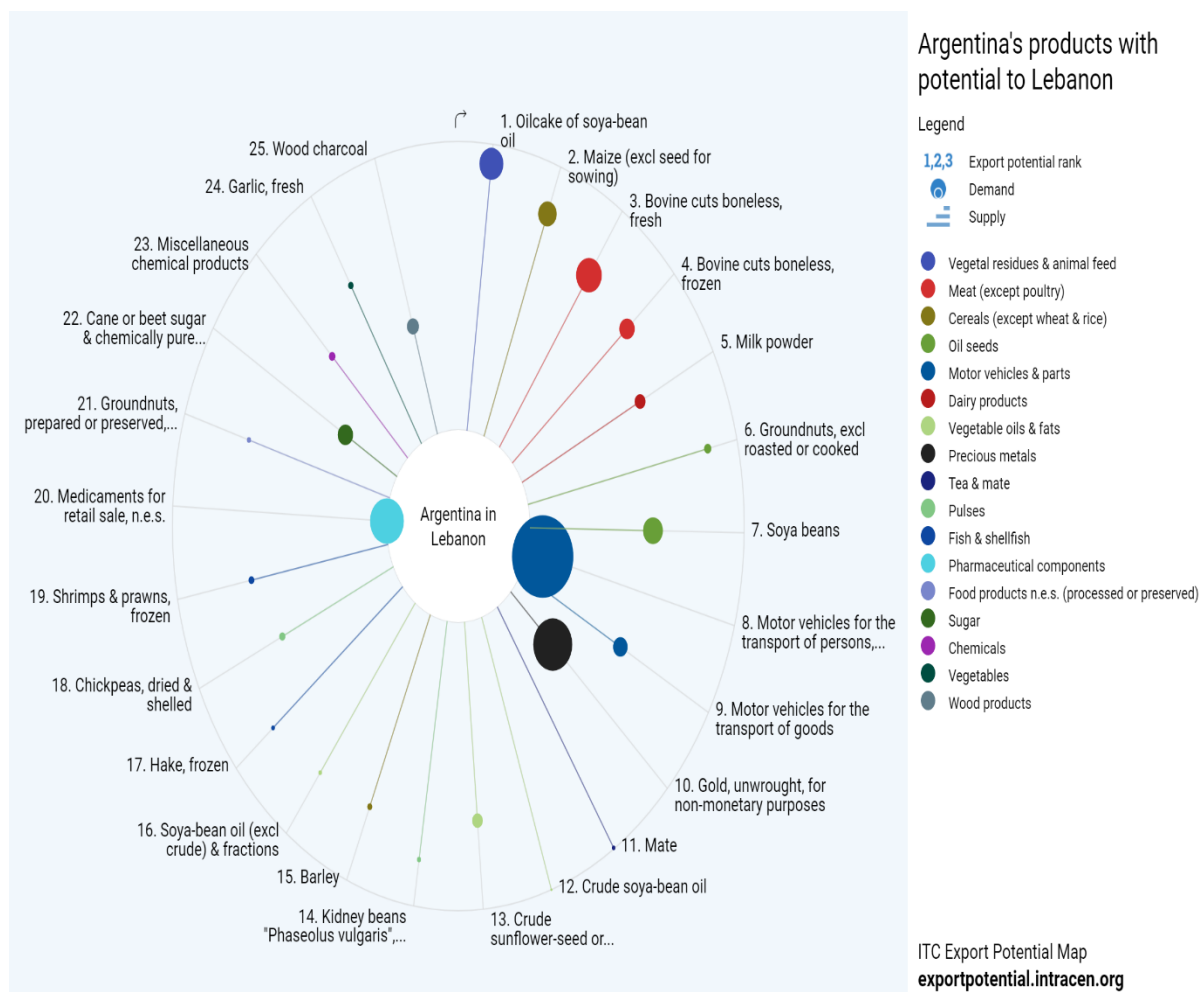 Argentina's products with
potential to Lebanon
Legend
1,2,3 Export potential rank
Demand
Supply
Vegetal residues & animal feed
Meat (except poultry)
Cereals (except wheat & rice)
Oil seeds
Motor vehicles & parts
Dairy products
Vegetable oils & fats
Precious metals
Tea & mate
Pulses
Fish & shellfish
Pharmaceutical components
Food products n.e.s. (processed or preserved)
Sugar
Chemicals
Vegetables
Wood products
1. Oilcake of soya-bean
oil
2. Maize (excl seed for
sowing)
3. Bovine cuts boneless,
fresh
4. Bovine cuts boneless,
frozen
5. Milk powder
6. Groundnuts, excl
roasted or cooked
7. Soya beans
8. Motor vehicles for the
transport of persons,...
9. Motor vehicles for the
transport of goods
10. Gold, unwrought, for
non-monetary purposes
11. Mate
12. Crude soya-bean oil
13. Crude
sunflower-seed or...
14. Kidney beans
"Phaseolus vulgaris",...
15. Barley
16. Soya-bean oil (excl
crude) & fractions
17. Hake, frozen
18. Chickpeas, dried &
shelled
19. Shrimps & prawns,
frozen
20. Medicaments for
retail sale, n.e.s.
21. Groundnuts,
prepared or preserved,...
22. Cane or beet sugar
& chemically pure...
23. Miscellaneous
chemical products
24. Garlic, fresh
25. Wood charcoal
Argentina in
Lebanon
ITC Export Potential Map
exportpotential.intracen.org